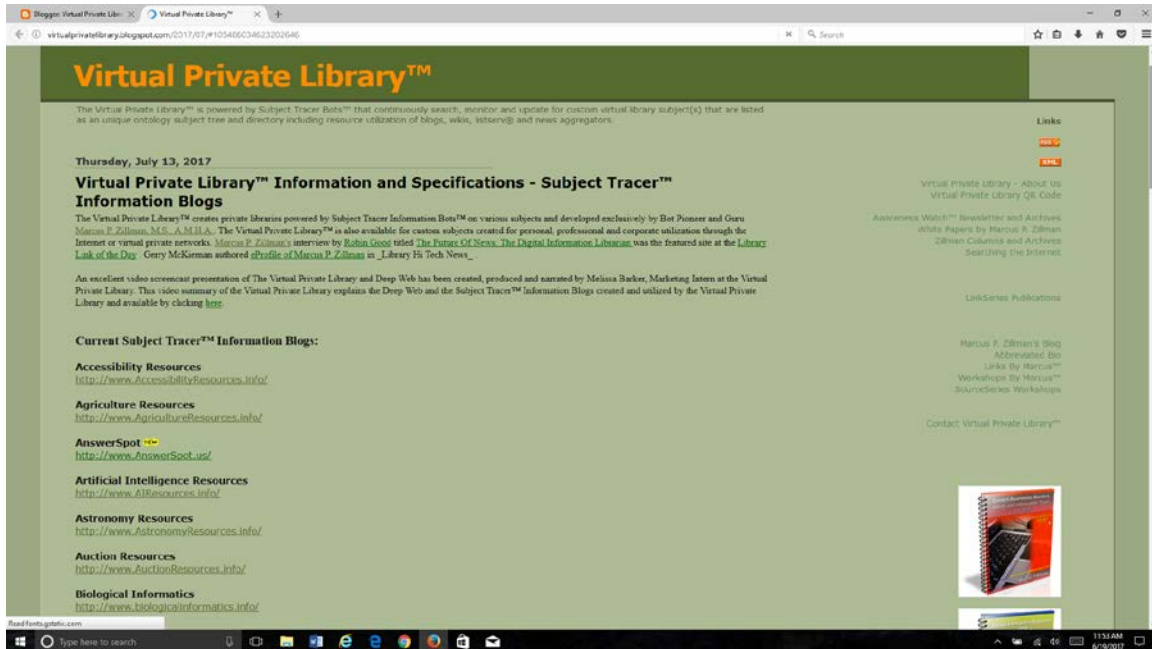 Blogger: Virtual Private Libr
Virtual Private Library™
virtualprivatelibrary.blogspot.com/2017/07/#105486034623202646
Search
Virtual Private Library™
The Virtual Private Library™ is powered by Subject Tracer Bots™ that continuously search, monitor and update for custom virtual library subject(s) that are listed
as an unique ontology subject tree and directory including resource utilization of blogs, wikis, listserv® and news aggregators.
Thursday, July 13, 2017
Virtual Private Library™ Information and Specifications - Subject Tracer™
Information Blogs
The Virtual Private Library™ creates private libraries powered by Subject Tracer Information Bots™ on various subjects and developed exclusively by Bot Pioneer and Guru
Marcus P. Zillman, M.S., A.M.H.A.. The Virtual Private Library™ is also available for custom subjects created for personal, professional and corporate utilization through the
Internet or virtual private networks. Marcus P. Zillman's interview by Robin Good titled The Future Of News: The Digital Information Librarian was the featured site at the Library
Link of the Day . Gerry McKiernan authored eProfile of Marcus P. Zillman in _Library Hi Tech News_ .
An excellent video screencast presentation of The Virtual Private Library and Deep Web has been created, produced and narrated by Melissa Barker, Marketing Intern at the Virtual
Private Library. This video summary of the Virtual Private Library explains the Deep Web and the Subject Tracer™ Information Blogs created and utilized by the Virtual Private
Library and available by clicking here.
Current Subject Tracer™ Information Blogs:
Accessibility Resources
http://www.AccessibilityResources.info/
Agriculture Resources
http://www.AgricultureResources.info/
AnswerSpot NEW
http://www.AnswerSpot.us/
Artificial Intelligence Resources
http://www.AIResources.info/
Astronomy Resources
http://www.AstronomyResources.info/
Auction Resources
http://www.AuctionResources.info/
Biological Informatics
http://www.biologicalinformatics.info/
Links
RSS
XML
Virtual Private Library - About Us
Virtual Private Library QR Code
Awareness Watch™ Newsletter and Archives
White Papers by Marcus P. Zillman
Zillman Columns and Archives
Searching the Internet
LinkSeries Publications
Marcus P. Zillman's Blog
Abbreviated Bio
Links By Marcus™
Workshops By Marcus™
SourceSeries Workshops
Contact Virtual Private Library™
Read fonts.gstatic.com
Type here to search
11:53 AM
6/19/2017